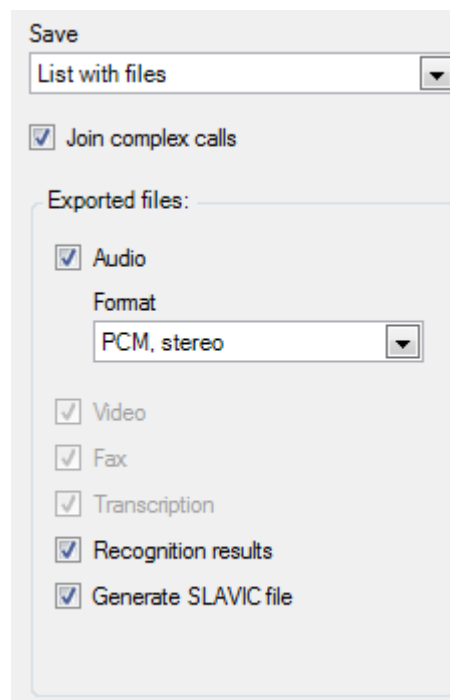 Save
List with files
Join complex calls
Exported files:
Audio
Format
PCM, stereo
Video
Fax
Transcription
Recognition results
Generate SLAVIC file